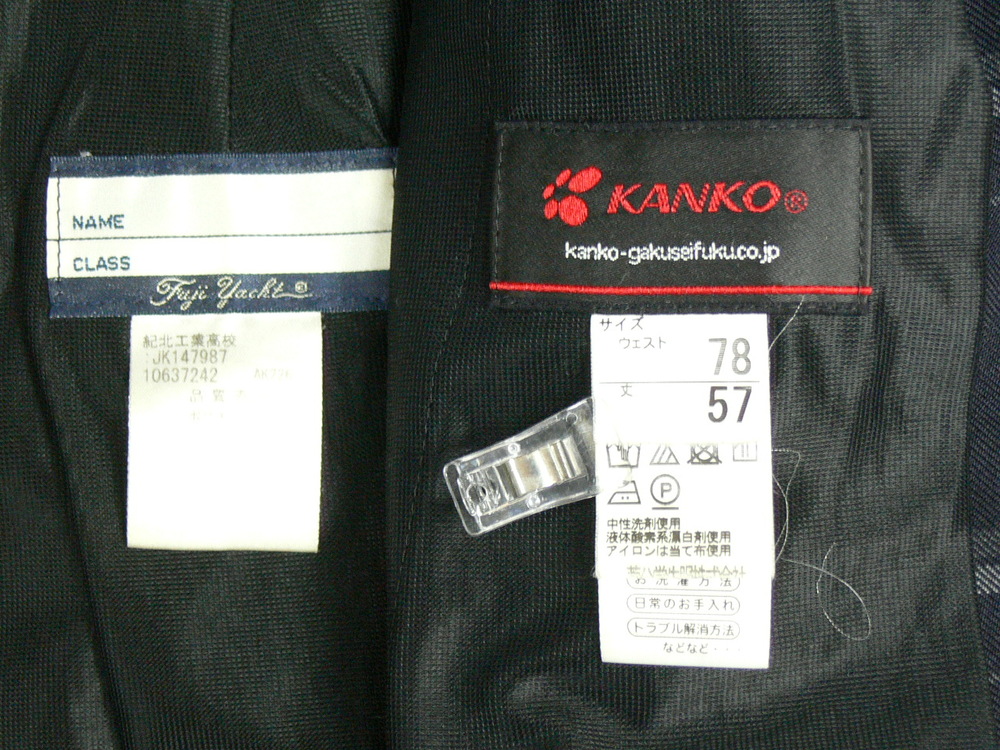 NAME
CLASS
Fuji Yacht
紀北工業高校
:JK147987
10637242
品質
KANKO®
kanko-gakuseifuku.co.jp
サイズ
ウェスト 78
丈 57
P
中性洗剤使用
液体酸素系漂白剤使用
アイロンは当て布使用
お洗濯方法
日常のお手入れ
トラブル解消方法
などなど・・・